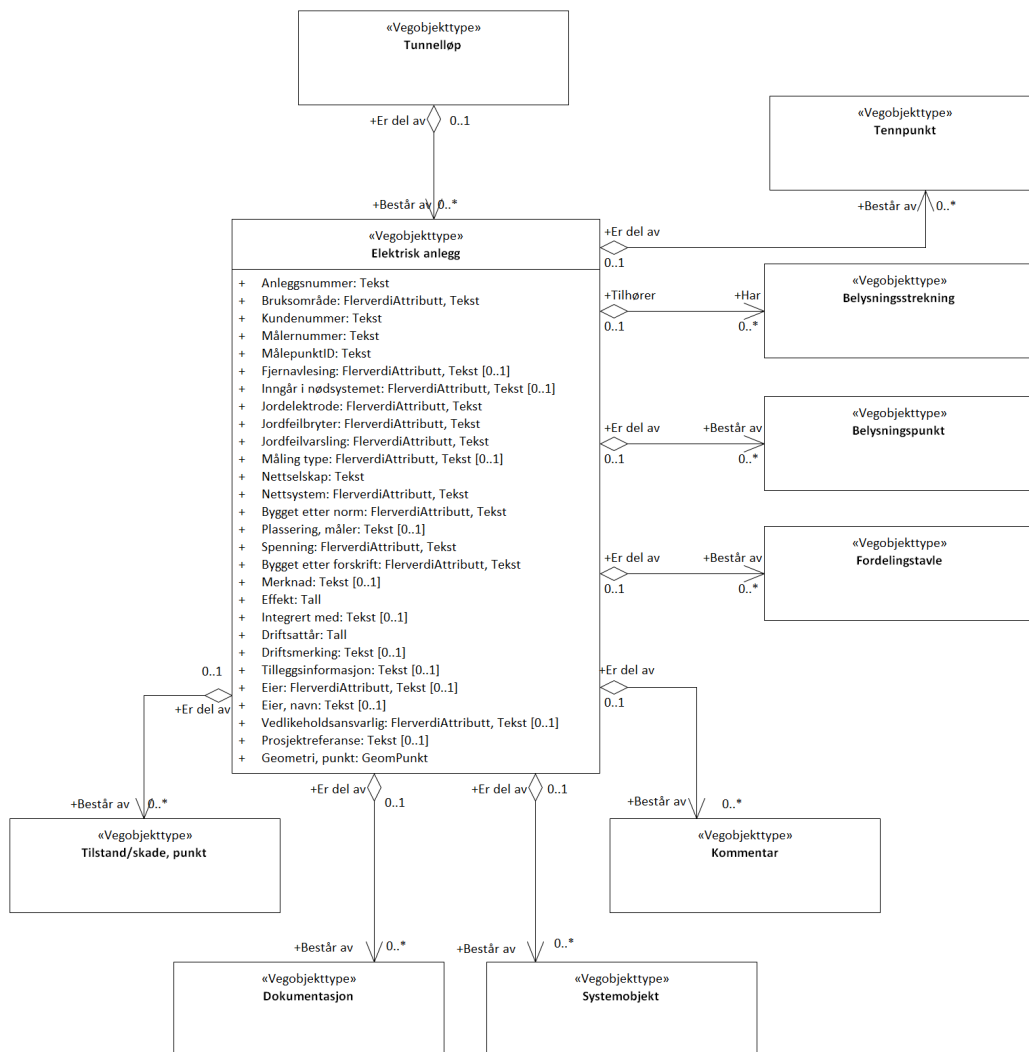 «Vegobjekttype»
Tunnelløp
+Er del av
0..1
+Består av
0..*
«Vegobjekttype»
Tennpunkt
+Består av
0..*
«Vegobjekttype»
Elektrisk anlegg
+ Anleggsnummer: Tekst
+ Bruksområde: FlerverdiAttributt, Tekst
+ Kundenummer: Tekst
+ Målernummer: Tekst
+ MålepunktID: Tekst
+ Fjernavlesing: FlerverdiAttributt, Tekst [0..1]
+ Inngår i nødsystemet: FlerverdiAttributt, Tekst [0..1]
+ Jordelektrode: FlerverdiAttributt, Tekst
+ Jordfeilbryter: FlerverdiAttributt, Tekst
+ Jordfeilvarsling: FlerverdiAttributt, Tekst
+ Måling type: FlerverdiAttributt, Tekst [0..1]
+ Nettselskap: Tekst
+ Nettsystem: FlerverdiAttributt, Tekst
+ Bygget etter norm: FlerverdiAttributt, Tekst
+ Plassering, måler: Tekst [0..1]
+ Spenning: FlerverdiAttributt, Tekst
+ Bygget etter forskrift: FlerverdiAttributt, Tekst
+ Merknad: Tekst [0..1]
+ Effekt: Tall
+ Integrert med: Tekst [0..1]
+ Driftsattår: Tall
+ Driftsmerking: Tekst [0..1]
+ Tilleggsinformasjon: Tekst [0..1]
+ Eier: FlerverdiAttributt, Tekst [0..1]
+ Eier, navn: Tekst [0..1]
+ Vedlikeholdsansvarlig: FlerverdiAttributt, Tekst [0..1]
+ Prosjektreferanse: Tekst [0..1]
+ Geometri, punkt: GeomPunkt
+Er del av
0..1
+Tilhører
0..1
+Har
0..*
«Vegobjekttype»
Belysningsstrekning
+Er del av
0..1
+Består av
0..*
«Vegobjekttype»
Belysningspunkt
+Er del av
0..1
+Består av
0..*
«Vegobjekttype»
Fordelingstavle
+Er del av
0..1
+Består av
0..*
«Vegobjekttype»
Kommentar
0..1
+Er del av
+Består av
0..*
«Vegobjekttype»
Tilstand/skade, punkt
+Er del av
0..1
+Består av
0..*
«Vegobjekttype»
Dokumentasjon
+Er del av
0..1
+Består av
0..*
«Vegobjekttype»
Systemobjekt